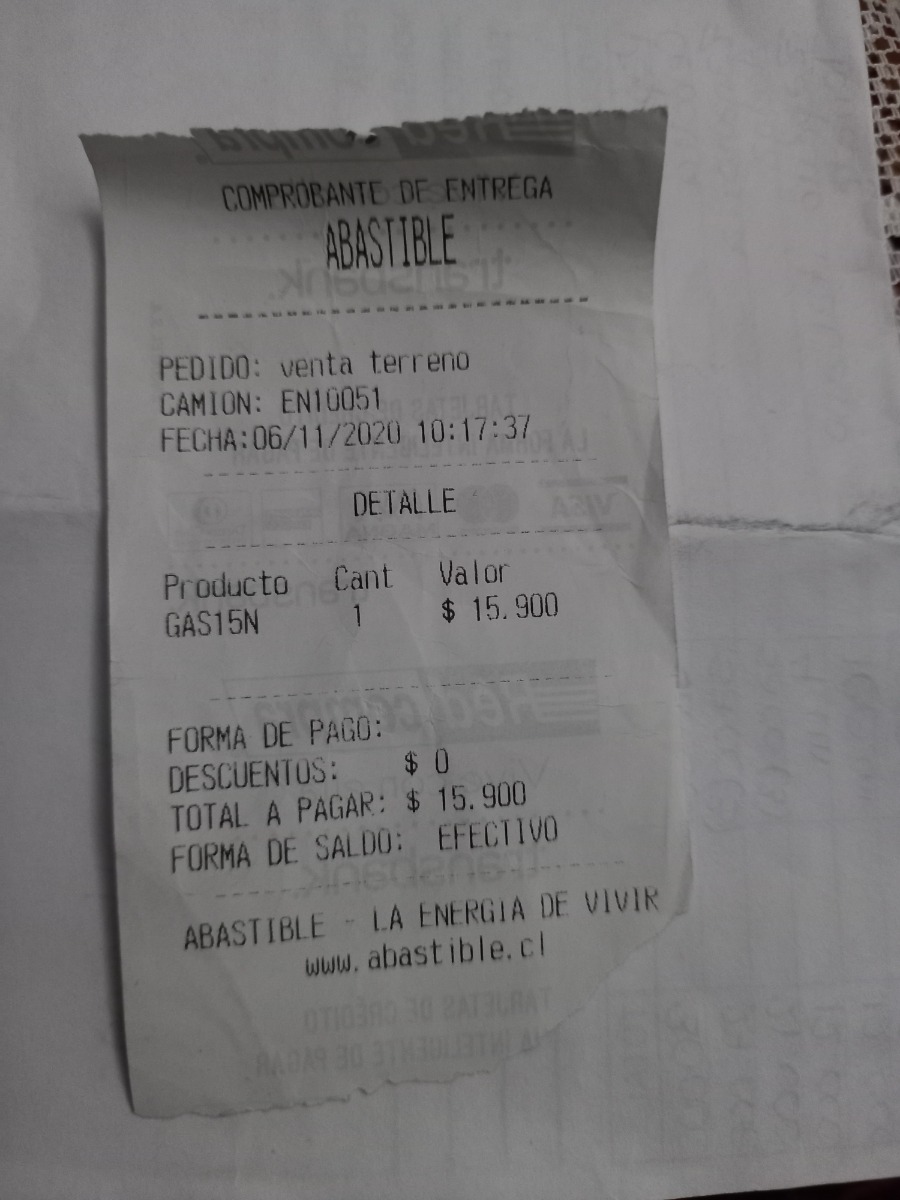 COMPROBANTE DE ENTREGA
ABASTIBLE
PEDIDO: venta terreno
CAMION: EN10051
FECHA:06/11/2020 10:17:37
DETALLE
Producto Cant Valor
GAS15N 1 $ 15.900
FORMA DE PAGO:
DESCUENTOS: $ 0
TOTAL A PAGAR: $ 15.900
FORMA DE SALDO: EFECTIVO
ABASTIBLE - LA ENERGIA DE VIVIR
www.abastible.cl